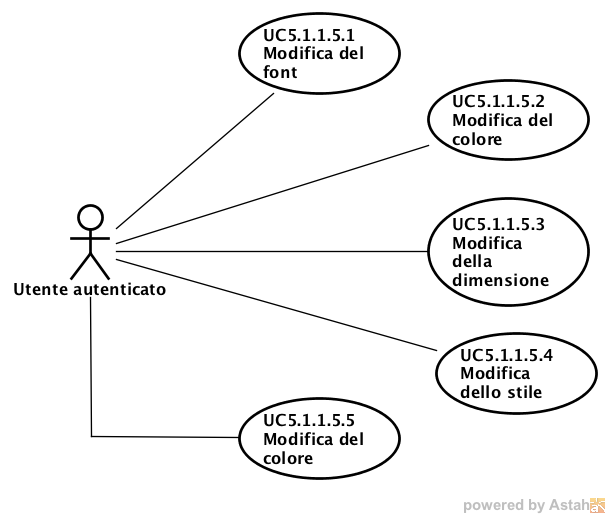 UC5.1.1.5.1
Modifica del
font
UC5.1.1.5.2
Modifica del
colore
UC5.1.1.5.3
Modifica
della
dimensione
Utente autenticato
UC5.1.1.5.4
Modifica
dello stile
UC5.1.1.5.5
Modifica del
colore
powered by Astah